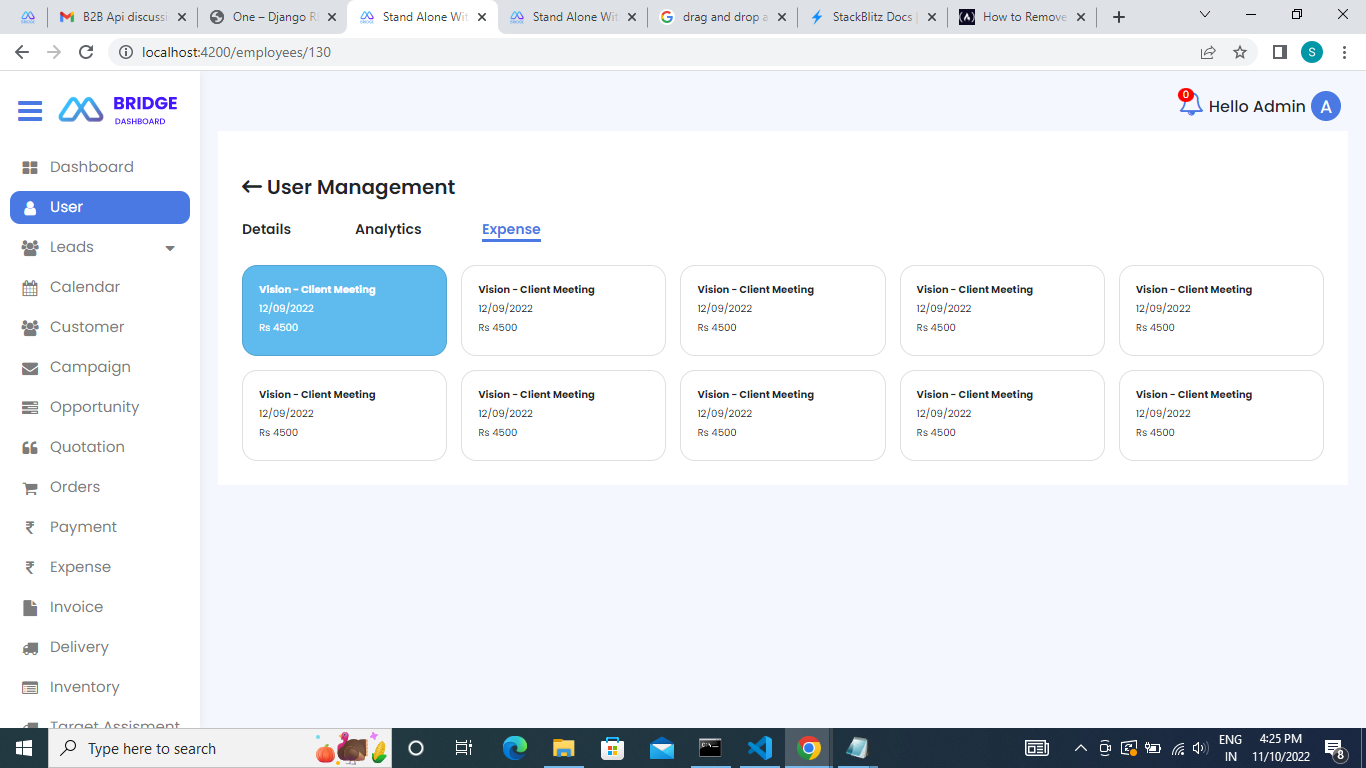 B2B Api discussi
One – Django R
Stand Alone Wit
Stand Alone Wit
drag and drop a
StackBlitz Docs
How to Remove
localhost:4200/employees/130
S
BRIDGE
DASHBOARD
0
Hello Admin
A
Dashboard
User
Leads
Calendar
Customer
Campaign
Opportunity
Quotation
Orders
Payment
Expense
Invoice
Delivery
Inventory
Target Assisment
User Management
Details Analytics Expense
Vision - Client Meeting
12/09/2022
Rs 4500
Vision - Client Meeting
12/09/2022
Rs 4500
Vision - Client Meeting
12/09/2022
Rs 4500
Vision - Client Meeting
12/09/2022
Rs 4500
Vision - Client Meeting
12/09/2022
Rs 4500
Vision - Client Meeting
12/09/2022
Rs 4500
Vision - Client Meeting
12/09/2022
Rs 4500
Vision - Client Meeting
12/09/2022
Rs 4500
Vision - Client Meeting
12/09/2022
Rs 4500
Vision - Client Meeting
12/09/2022
Rs 4500
Type here to search
ENG
IN
4:25 PM
11/10/2022
8